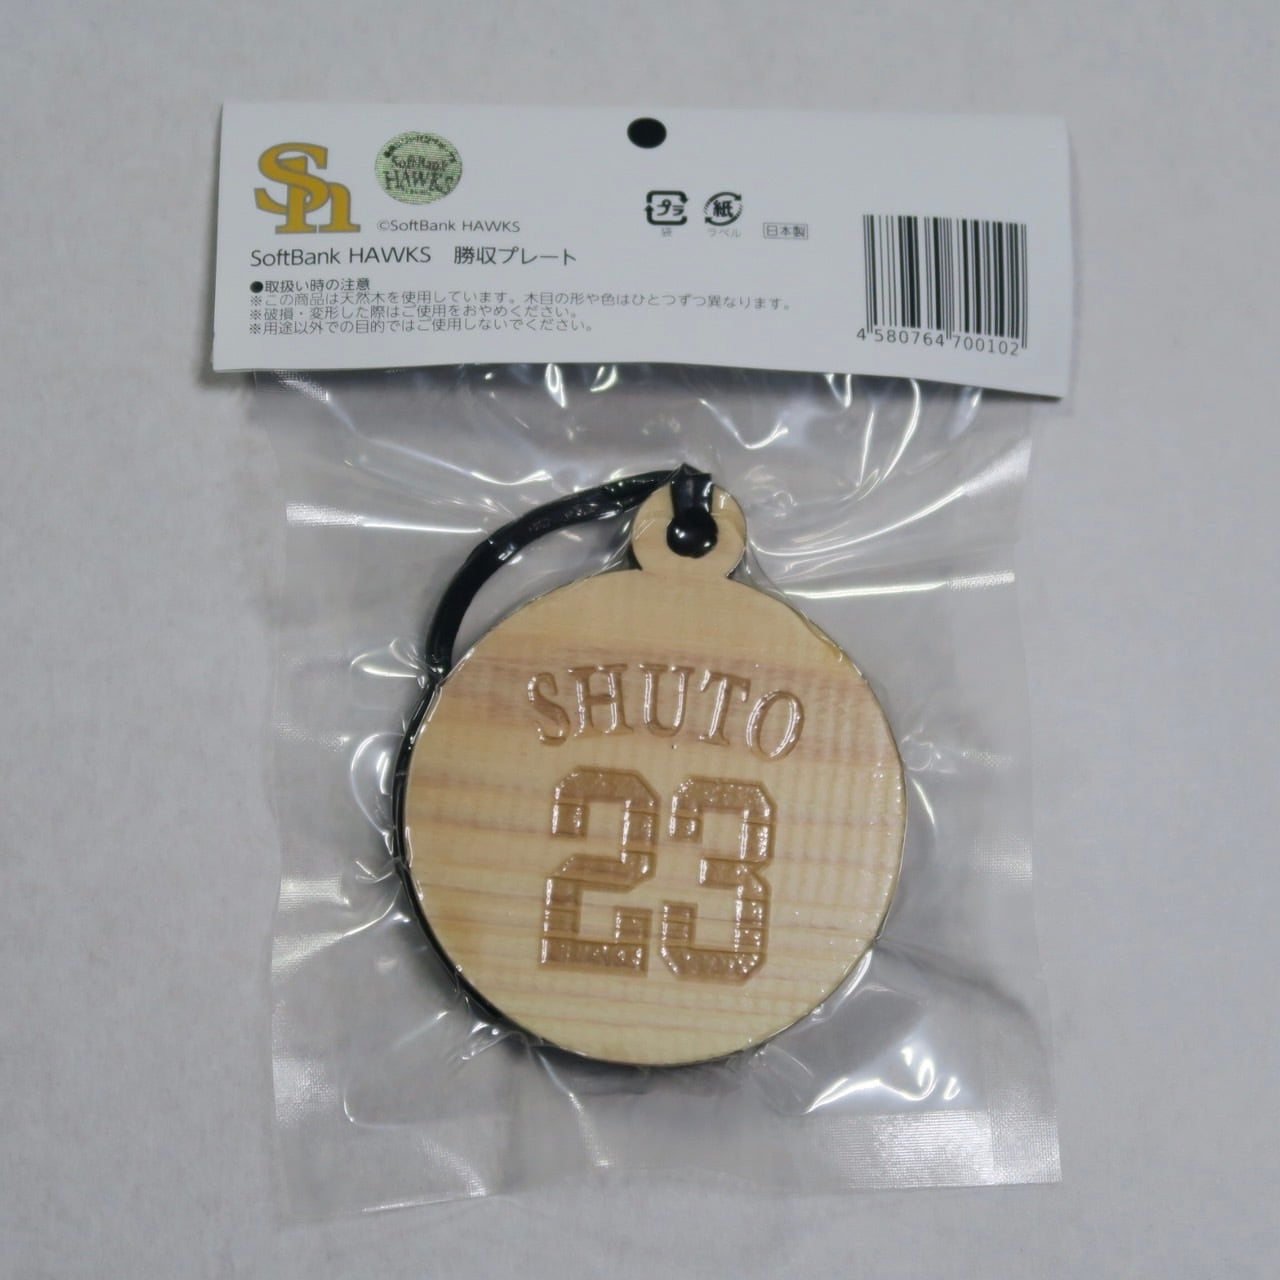 Sh
SoftBank
HAWKS
©SoftBank HAWKS
SoftBank HAWKS 勝収プレート
●取扱い時の注意
※この商品は天然木を使用しています。木目の形や色はひとつずつ異なります。
※破損・変形した際はご使用をおやめください。
※用途以外での目的ではご使用しないでください。
プラ 紙
袋 ラベル 日本製
4 580764 700102
SHUTO
23